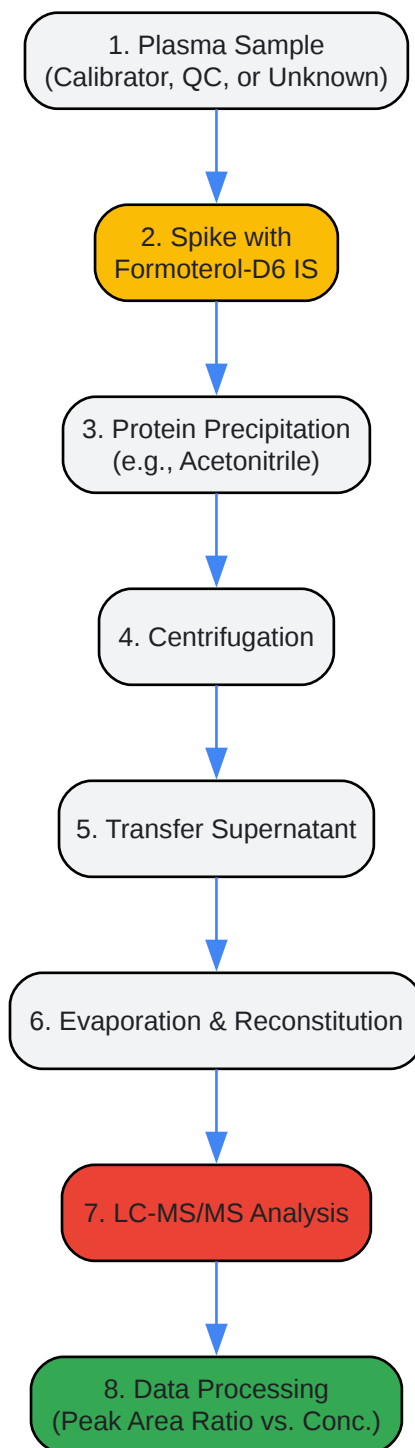 1. Plasma Sample
(Calibrator, QC, or Unknown)
2. Spike with
Formoterol-D6 IS
3. Protein Precipitation
(e.g., Acetonitrile)
4. Centrifugation
5. Transfer Supernatant
6. Evaporation & Reconstitution
7. LC-MS/MS Analysis
8. Data Processing
(Peak Area Ratio vs. Conc.)